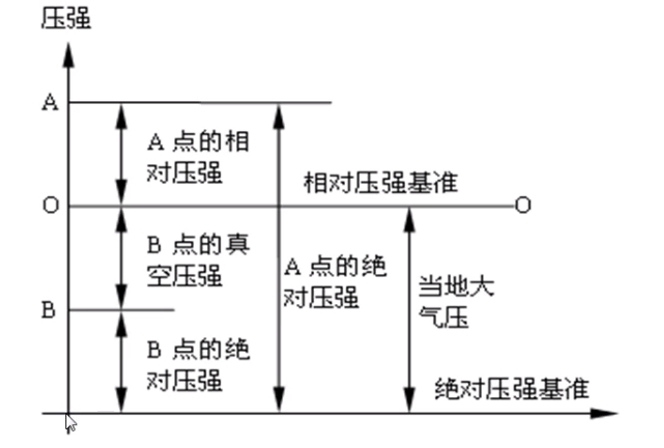 压强
A
A 点的相
对压强
相对压强基准
O
O
B 点的真
空压强
A 点的绝
对压强
当地大
气压
B
B 点的绝
对压强
绝对压强基准